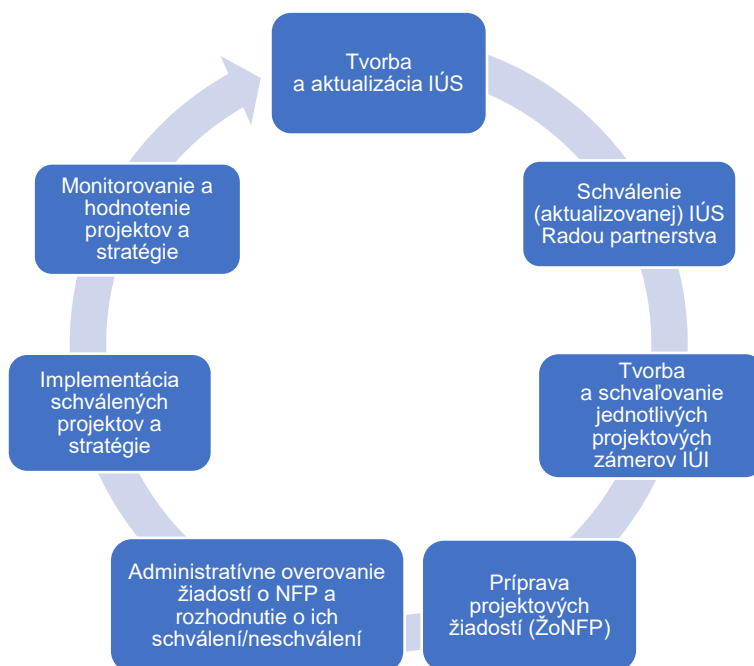 Tvorba
a aktualizácia IÚS
Schválenie
(aktualizovanej) IÚS
Radou partnerstva
Tvorba
a schvaľovanie
jednotlivých
projektových
zámerov IÚI
Príprava
projektových
žiadostí (ŽoNFP)
Administratívne overovanie
žiadostí o NFP a
rozhodnutie o ich
schválení/neschválení
Implementácia
schválených
projektov a
stratégie
Monitorovanie a
hodnotenie
projektov a
stratégie